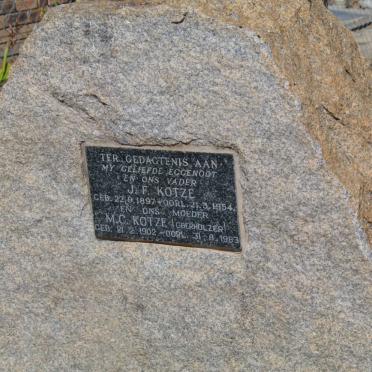 TER GEDAGTENIS AAN
MY GELIEFDE EGGENOOT
EN ONS VADER
J. F. KOTZE
GEB. 22.9.1897 - OORL. 21.3.1954.
EN ONS MOEDER
M.C. KOTZE (OBERHOLZER)
GEB. 21.2.1902 - OORL. 31.8.1983